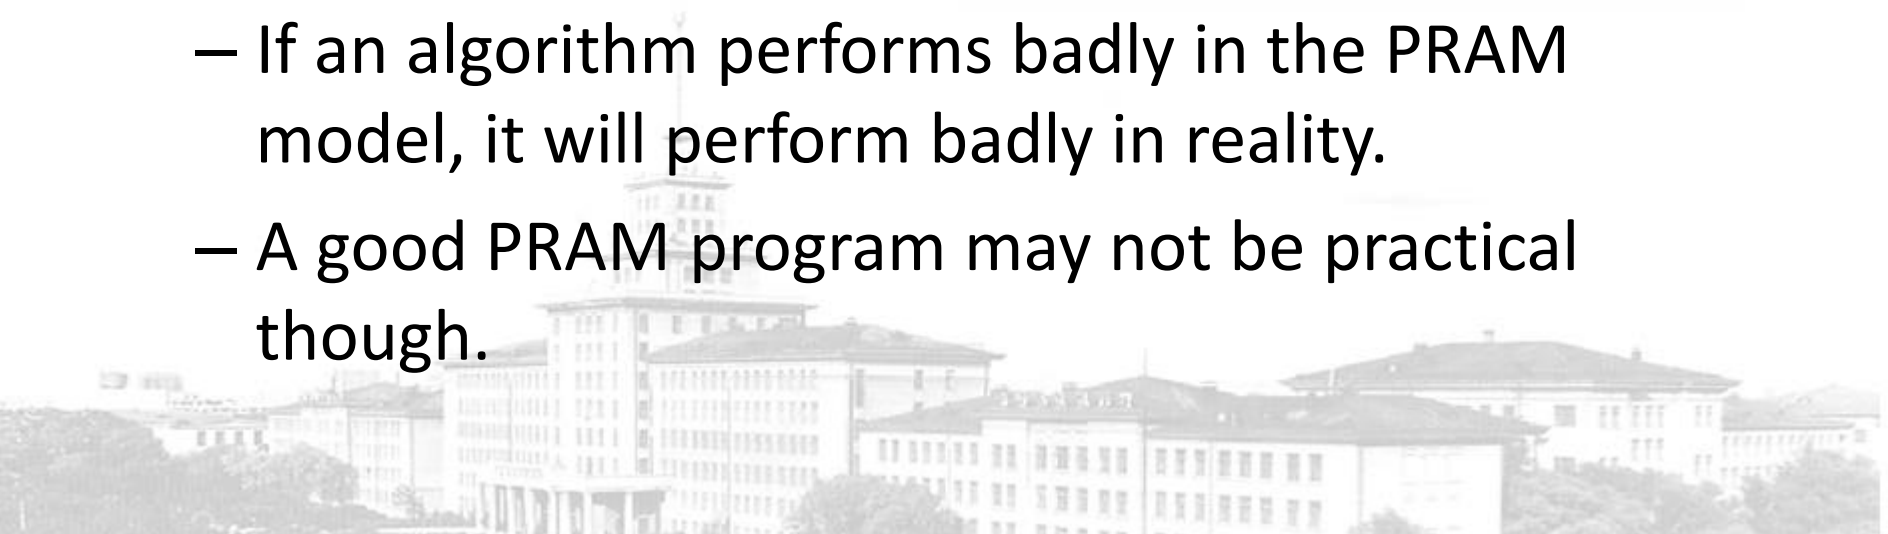 – If an algorithm performs badly in the PRAM
model, it will perform badly in reality.
– A good PRAM program may not be practical
though.